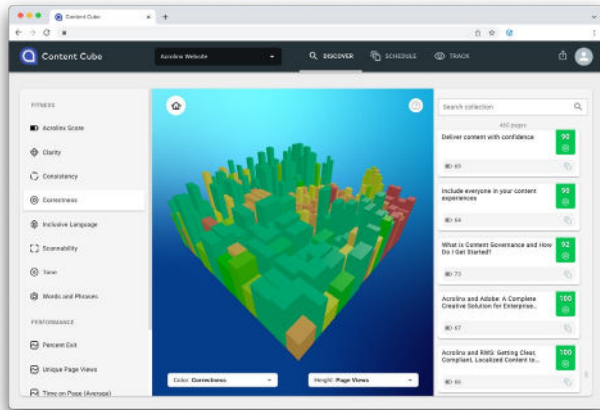 Content Cube
Content Cube
Acrolinx Website
DISCOVER
SCHEDULE
TRACK
FITNESS
Acrolinx Score
Clarity
Consistency
Correctness
Inclusive Language
Scannability
Tone
Words and Phrases
PERFORMANCE
Percent Exit
Unique Page Views
Time on Page (Average)
Color: Correctness
Height: Page Views
Search collection
pages
Deliver content with confidence
90
Include everyone in your content
experiences
90
What is Content Governance and How
Do I Get Started?
92
73
Acrolinx and Adobe: A Complete
Creative Solution for Enterprise...
100
Acrolinx and RWS: Getting Clear,
Compliant, Localized Content to...
100